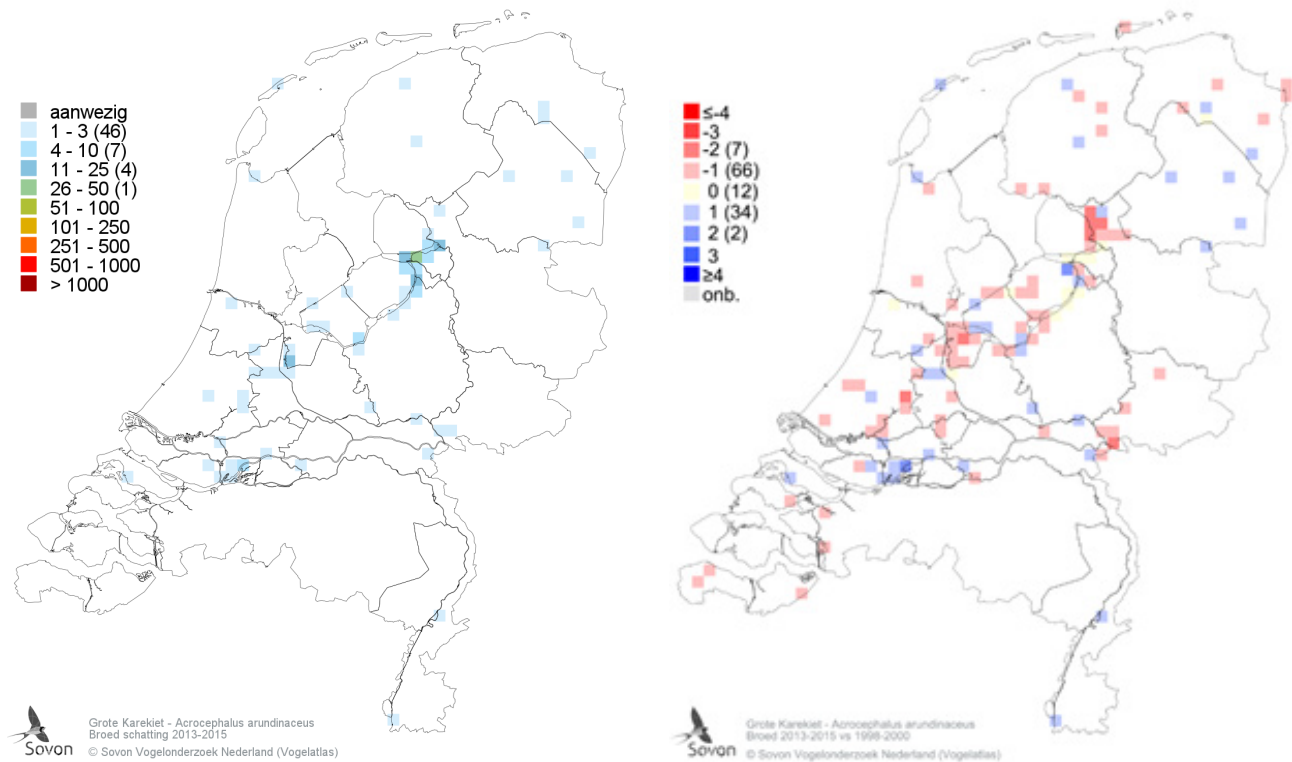 aanwezig
1 - 3 (46)
4 - 10 (7)
11 - 25 (4)
26 - 50 (1)
51 - 100
101 - 250
251 - 500
501 - 1000
> 1000
Sovon
Grote Karekiet - Acrocephalus arundinaceus
Broed schatting 2013-2015
© Sovon Vogelonderzoek Nederland (Vogelatlas)
≤-4
-3
-2 (7)
-1 (66)
0 (12)
1 (34)
2 (2)
3
≥4
onb.
Sovon
Grote Karekiet - Acrocephalus arundinaceus
Broed 2013-2015 vs 1998-2000
© Sovon Vogelonderzoek Nederland (Vogelatlas)